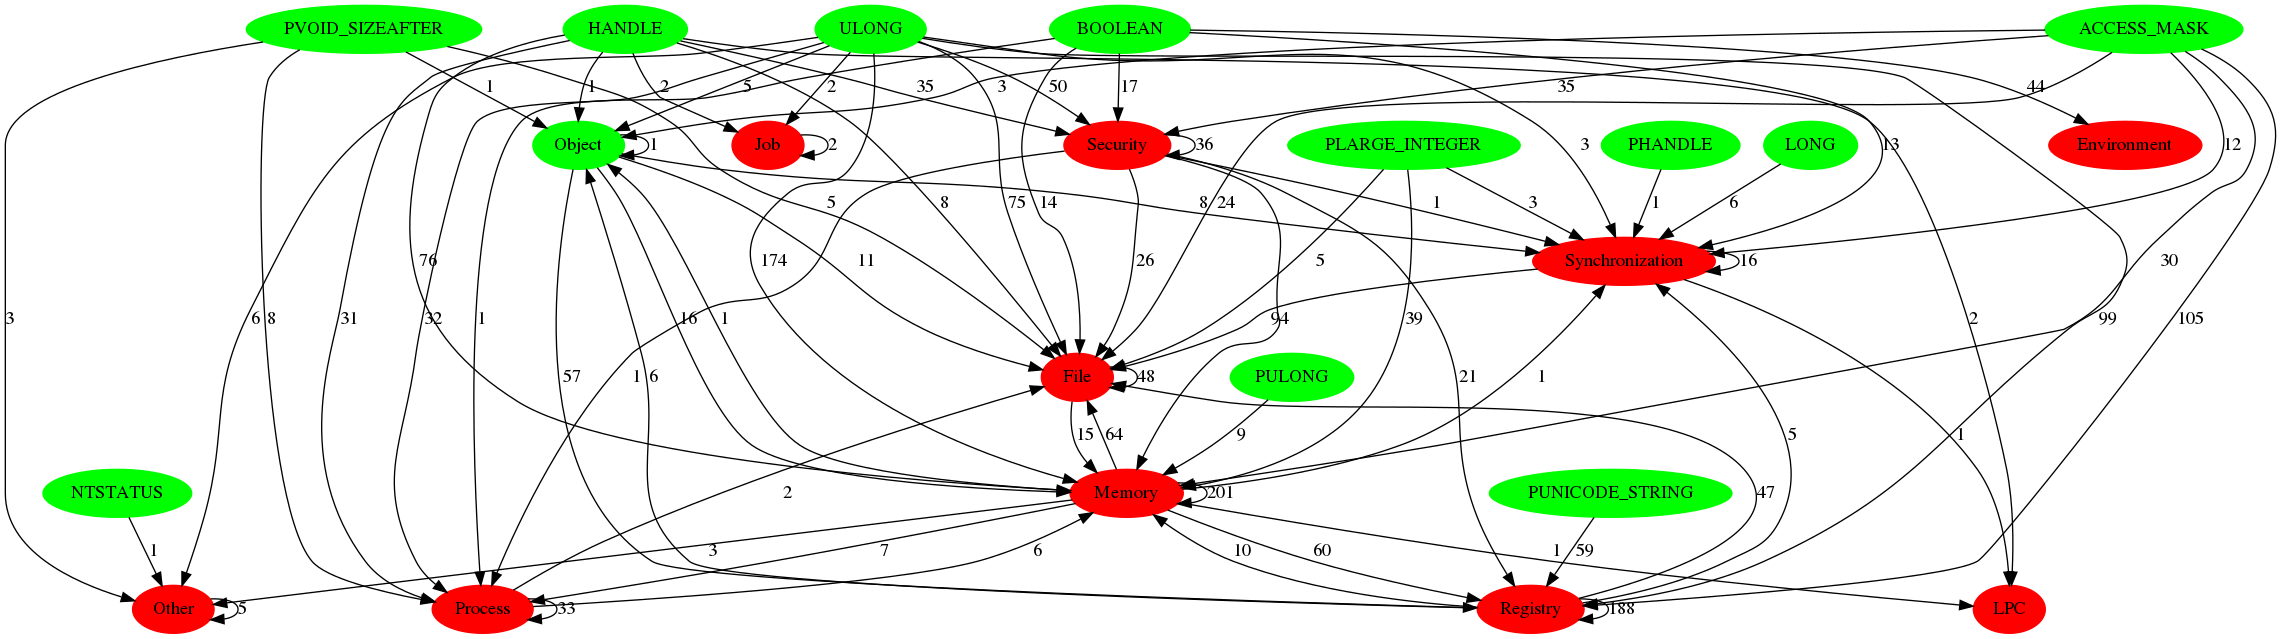 PVOID_SIZEAFTER HANDLE ULONG BOOLEAN ACCESS_MASK
1 1 2 35 2 5 3 50 17 35 44
Object Job Security PLARGE_INTEGER PHANDLE LONG Environment
1 2 36 3 13 12
5 8 75 14 24 8 1 3 1 6
76 11 174 26 5 Synchronization 16 30
3 6 8 31 32 1 16 1 94 39 2 99 105
File 48 PULONG
57 6 1 21 1
15 64 9 47 5 1
NTSTATUS Memory 201 PUNICODE_STRING
2
1 3 7 6 10 60 1 59
Other 5 Process 33 Registry 188 LPC